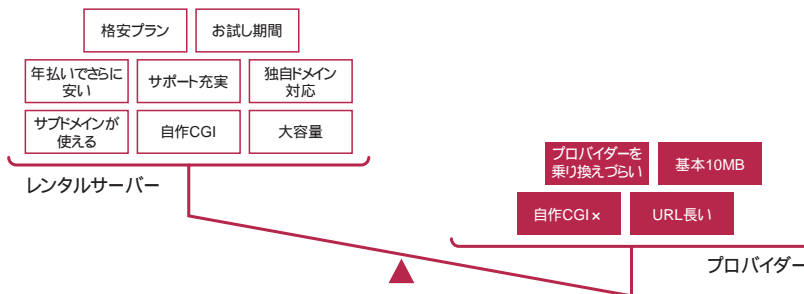 格安プラン
お試し期間
年払いでさらに
安い
サポート充実
独自ドメイン
対応
サブドメインが
使える
自作CGI
大容量
レンタルサーバー
プロバイダーを
乗り換えづらい
基本10MB
自作CGI×
URL長い
プロバイダー